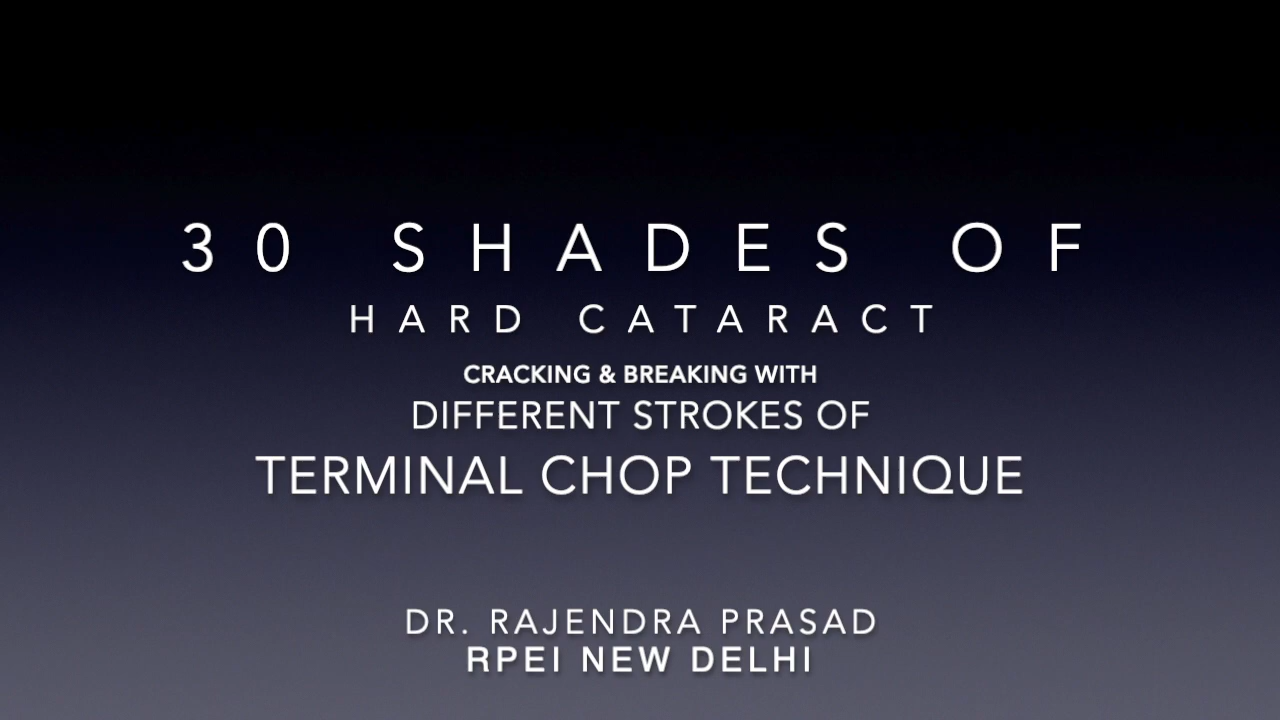 30 SHADES OF
HARD CATARACT
CRACKING & BREAKING WITH
DIFFERENT STROKES OF
TERMINAL CHOP TECHNIQUE
DR. RAJENDRA PRASAD
RPEI NEW DELHI